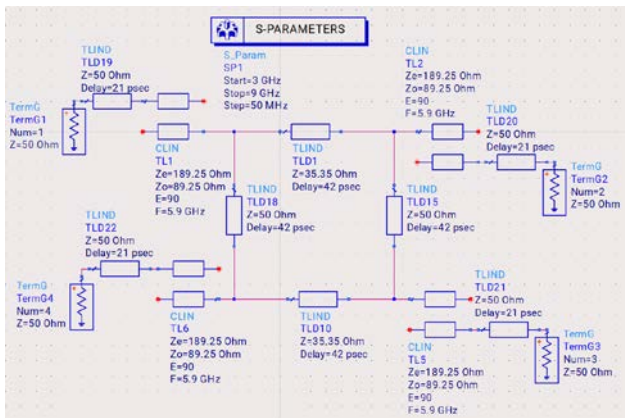 S-PARAMETERS
TLIND
TLD19
Z=50 Ohm
Delay=21 psec
S_Param
SP1
Start=3 GHz
Stop=9 GHz
Step=50 MHz
CLIN
TL2
Ze=189.25 Ohm
Zo=89.25 Ohm
E=90
F=5.9 GHz
TermG
TermG1
Num=1
Z=50 Ohm
TLIND
TLD20
Z=50 Ohm
Delay=21 psec
CLIN
TL1
Ze=189.25 Ohm
Zo=89.25 Ohm
E=90
F=5.9 GHz
TLIND
TLD1
Z=35.35 Ohm
Delay=42 psec
TermG
TermG2
Num=2
Z=50 Ohm
TLIND
TLD18
Z=50 Ohm
Delay=42 psec
TLIND
TLD15
Z=50 Ohm
Delay=42 psec
TLIND
TLD22
Z=50 Ohm
Delay=21 psec
TermG
TermG4
Num=4
Z=50 Ohm
TLIND
TLD21
Z=50 Ohm
Delay=21 psec
CLIN
TL6
Ze=189.25 Ohm
Zo=89.25 Ohm
E=90
F=5.9 GHz
TLIND
TLD10
Z=35.35 Ohm
Delay=42 psec
CLIN
TL5
Ze=189.25 Ohm
Zo=89.25 Ohm
E=90
F=5.9 GHz
TermG
TermG3
Num=3
Z=50 Ohm